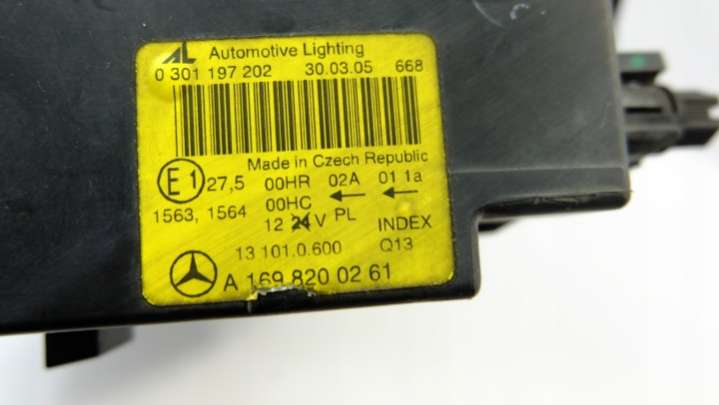 AL Automotive Lighting
0 301 197 202 30.03.05 668
Made in Czech Republic
E1 27,5 00HR 02A 01 1a
1563, 1564 00HC ← ←
12 24 V PL INDEX
13 101.0.600 Q13
A 169 820 02 61